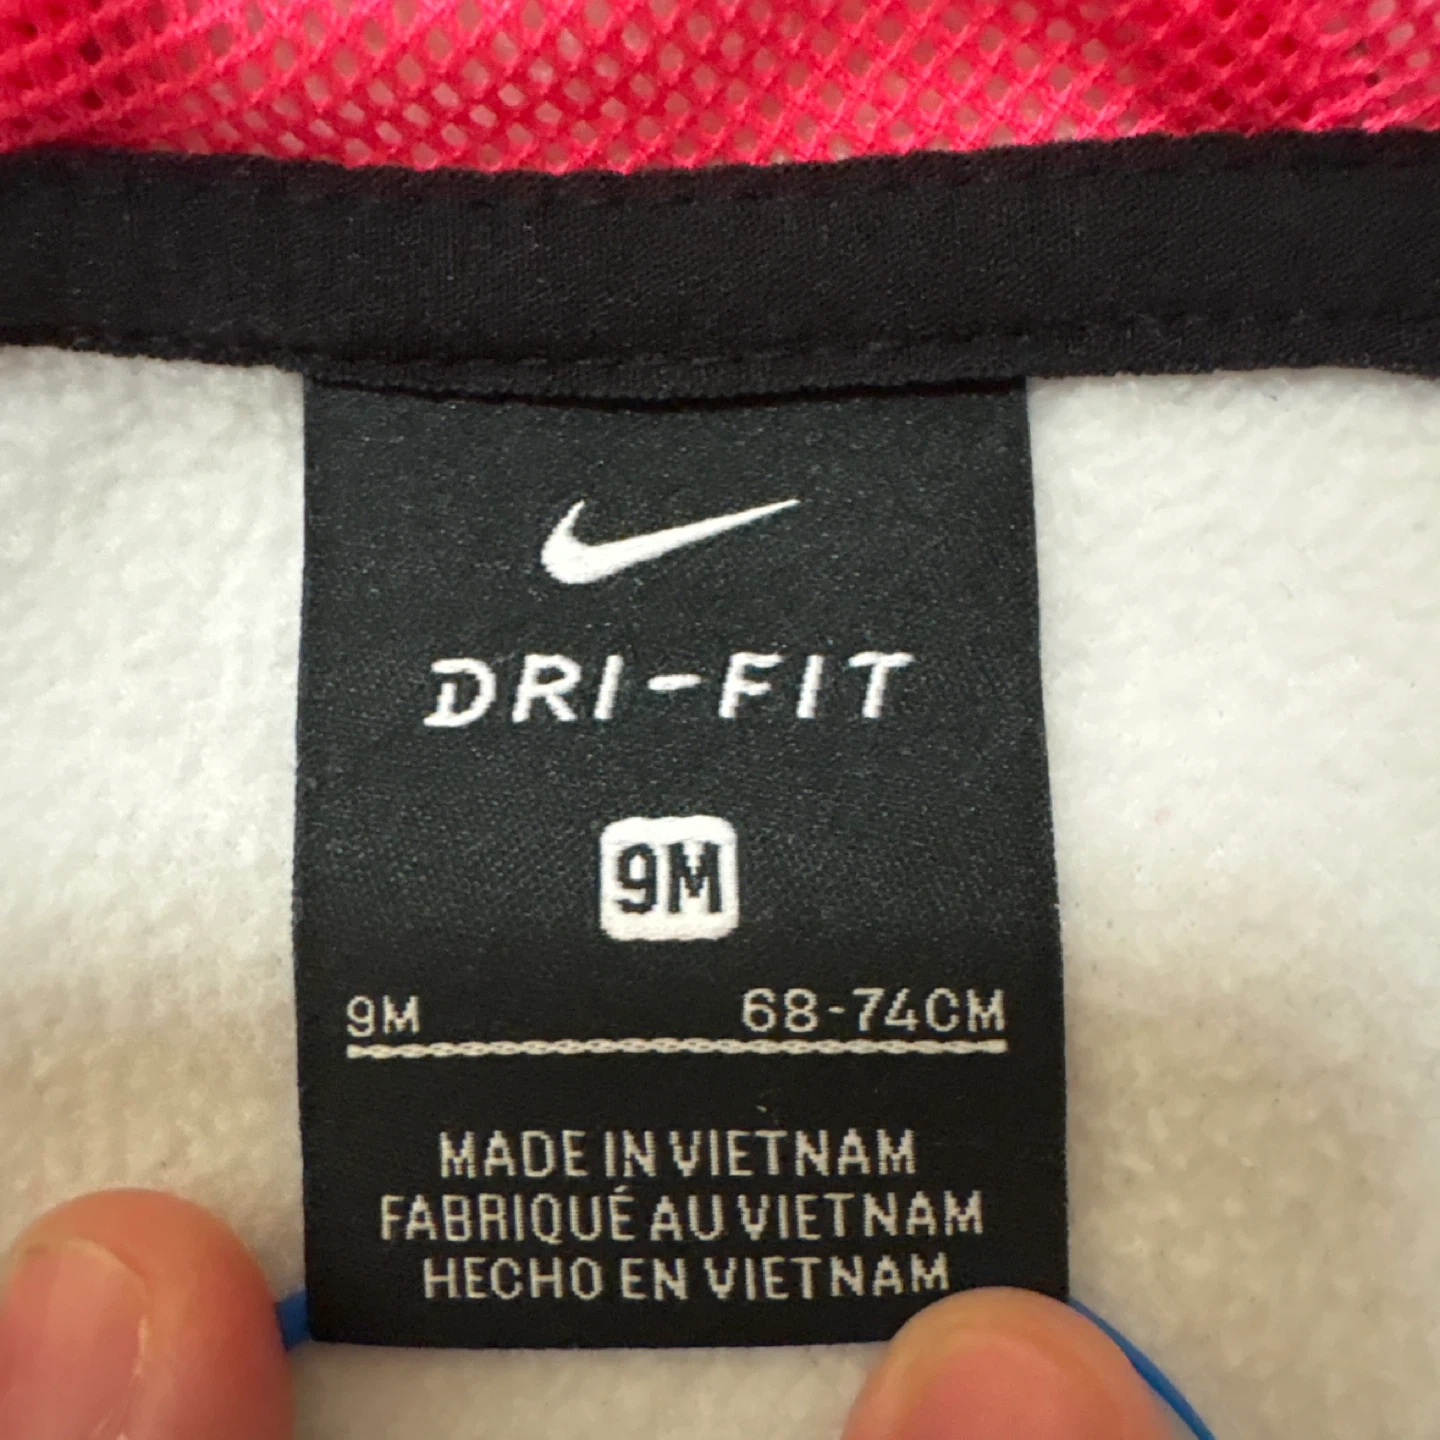 DRI-FIT
9M
9M 68-74CM
MADE IN VIETNAM
FABRIQUÉ AU VIETNAM
HECHO EN VIETNAM